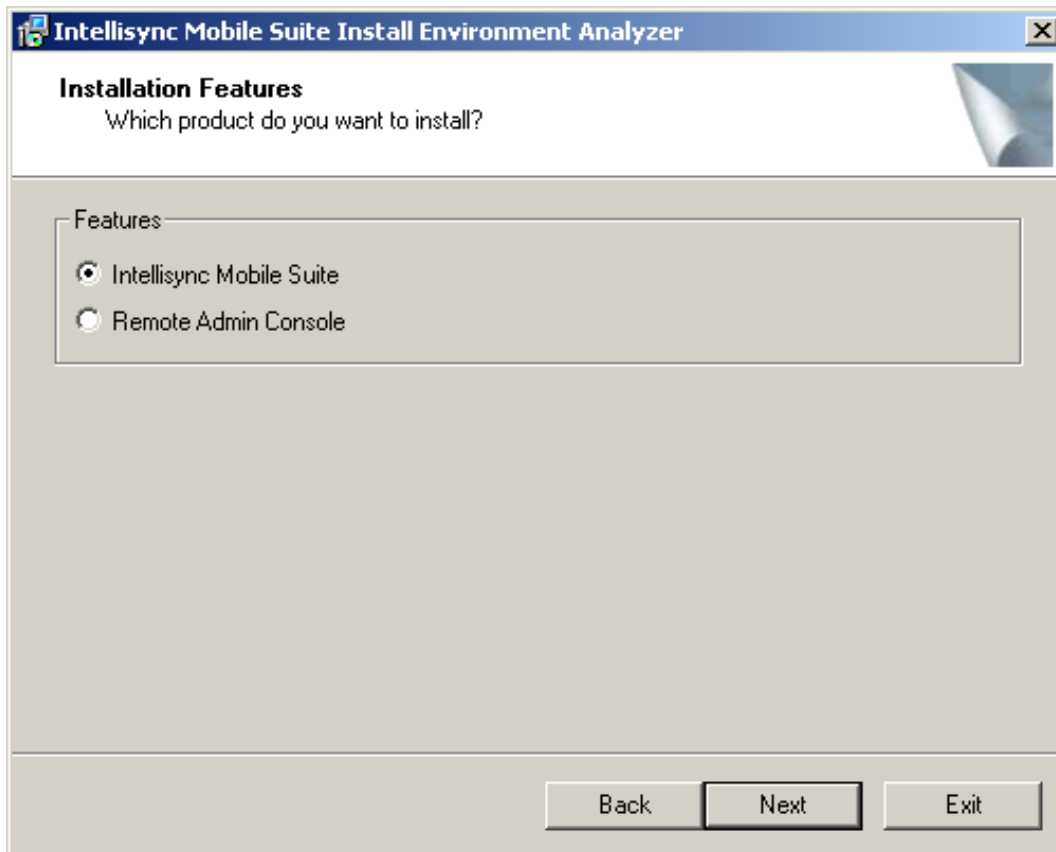 Intellisync Mobile Suite Install Environment Analyzer
Installation Features
Which product do you want to install?
Features
Intellisync Mobile Suite
Remote Admin Console
Back Next Exit